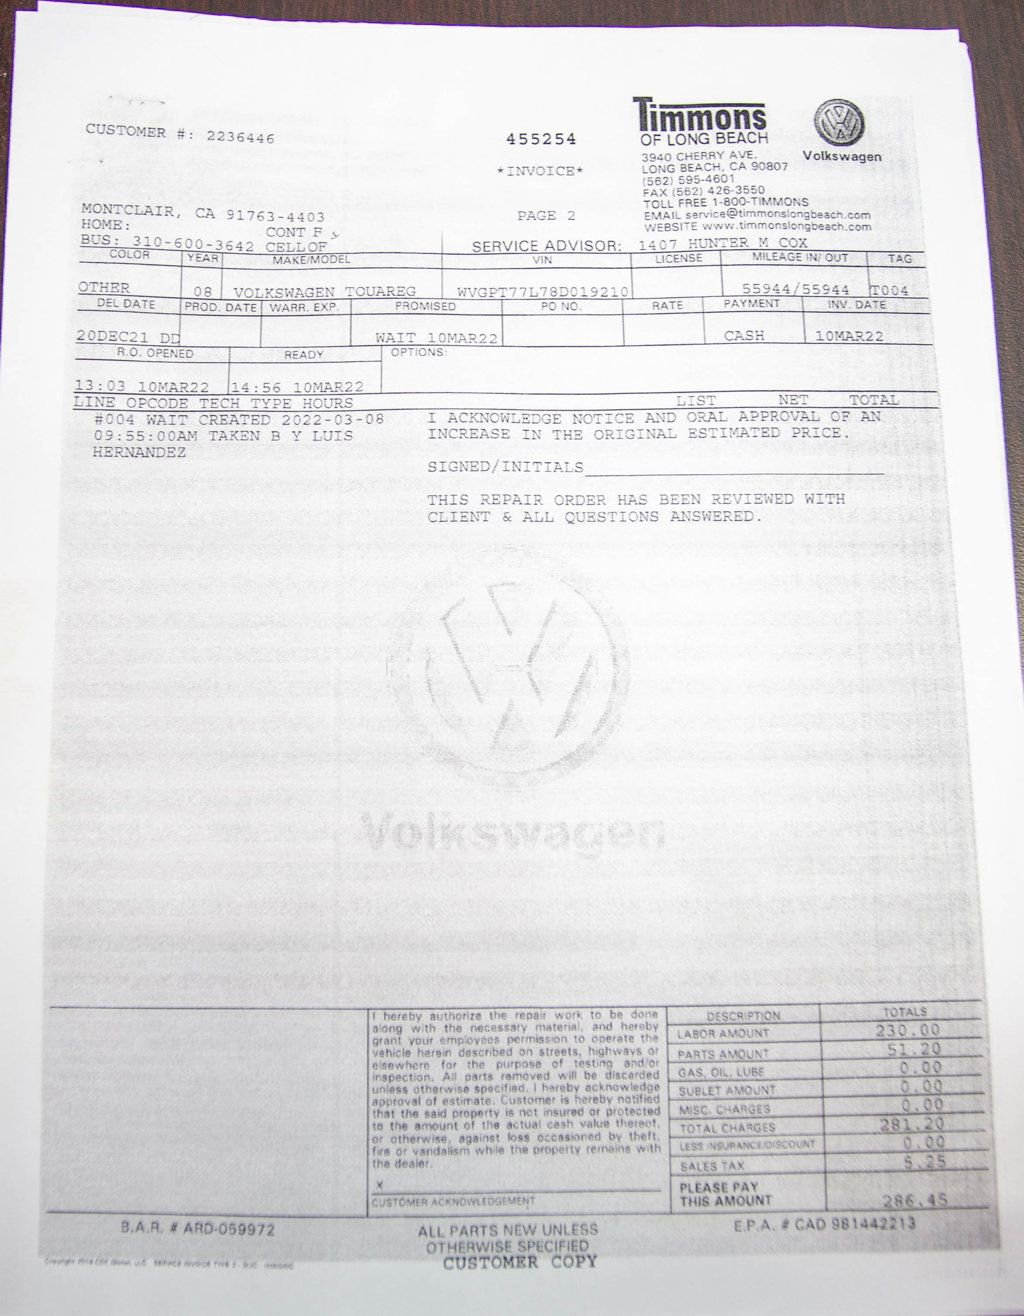 CUSTOMER #: 2236446
455254
*INVOICE*
PAGE 2
Timmons
OF LONG BEACH
3940 CHERRY AVE.
LONG BEACH, CA 90807
(562) 595-4601
FAX (562) 426-3550
TOLL FREE 1-800-TIMMONS
EMAIL service@timmonslongbeach.com
WEBSITE www.timmonslongbeach.com
Volkswagen
MONTCLAIR, CA 91763-4403
HOME: CONT
BUS: 310-600-3642 CELL
SERVICE ADVISOR: 1407 HUNTER M COX
COLOR YEAR MAKE/MODEL VIN LICENSE MILEAGE IN/ OUT TAG
OTHER 08 VOLKSWAGEN TOUAREG WVGPT77L78D019210 55944/55944 T004
DEL DATE PROD. DATE WARR. EXP. PROMISED PO NO. RATE PAYMENT INV. DATE
20DEC21 DD WAIT 10MAR22 CASH 10MAR22
R.O. OPENED READY OPTIONS:
13:03 10MAR22 14:56 10MAR22
LINE OPCODE TECH TYPE HOURS LIST NET TOTAL
#004 WAIT CREATED 2022-03-08
09:55:00AM TAKEN B Y LUIS
HERNANDEZ
I ACKNOWLEDGE NOTICE AND ORAL APPROVAL OF AN
INCREASE IN THE ORIGINAL ESTIMATED PRICE.
SIGNED/INITIALS
THIS REPAIR ORDER HAS BEEN REVIEWED WITH
CLIENT & ALL QUESTIONS ANSWERED.
Volkswagen
I hereby authorize the repair work to be done
along with the necessary material, and hereby
grant your employees permission to operate the
vehicle herein described on streets, highways or
elsewhere for the purpose of testing and/or
inspection. All parts removed will be discarded
unless otherwise specified. I hereby acknowledge
approval of estimate. Customer is hereby notified
that the said property is not insured or protected
to the amount of the actual cash value thereof,
or otherwise, against loss occasioned by theft,
fire or vandalism while the property remains with
the dealer.
X
CUSTOMER ACKNOWLEDGEMENT
DESCRIPTION TOTALS
LABOR AMOUNT 230.00
PARTS AMOUNT 51.20
GAS, OIL, LUBE 0.00
SUBLET AMOUNT 0.00
MISC. CHARGES 0.00
TOTAL CHARGES 281.20
LESS INSURANCE/DISCOUNT 0.00
SALES TAX 5.25
PLEASE PAY
THIS AMOUNT 286.45
B.A.R. # ARD-059972
ALL PARTS NEW UNLESS
OTHERWISE SPECIFIED
CUSTOMER COPY
E.P.A. # CAD 981442213